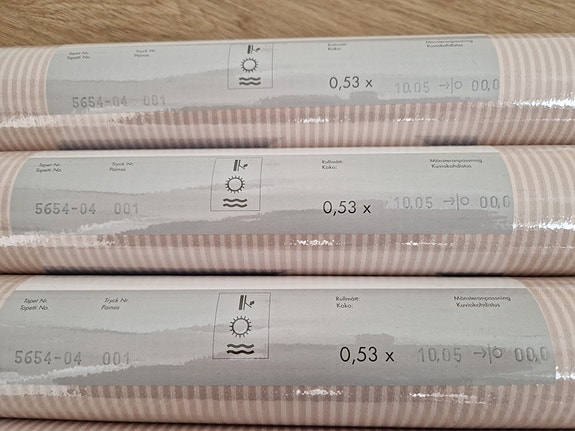 Tapet Nr. Tryck Nr. Rullmått: Mönsteranpassning
Tapetti No. Painos Koko: Kuviokohdistus
0,53 x
5654-04 001 10.05 →|o 00,0
Tapet Nr. Tryck Nr. Rullmått: Mönsteranpassning
Tapetti No. Painos Koko: Kuviokohdistus
5654-04 001 0,53 x 10.05 →|o 00,0
Tapet Nr. Tryck Nr. Rullmått: Mönsteranpassning
Tapetti No. Painos Koko: Kuviokohdistus
5654-04 001 0,53 x 10.05 →|o 00,0